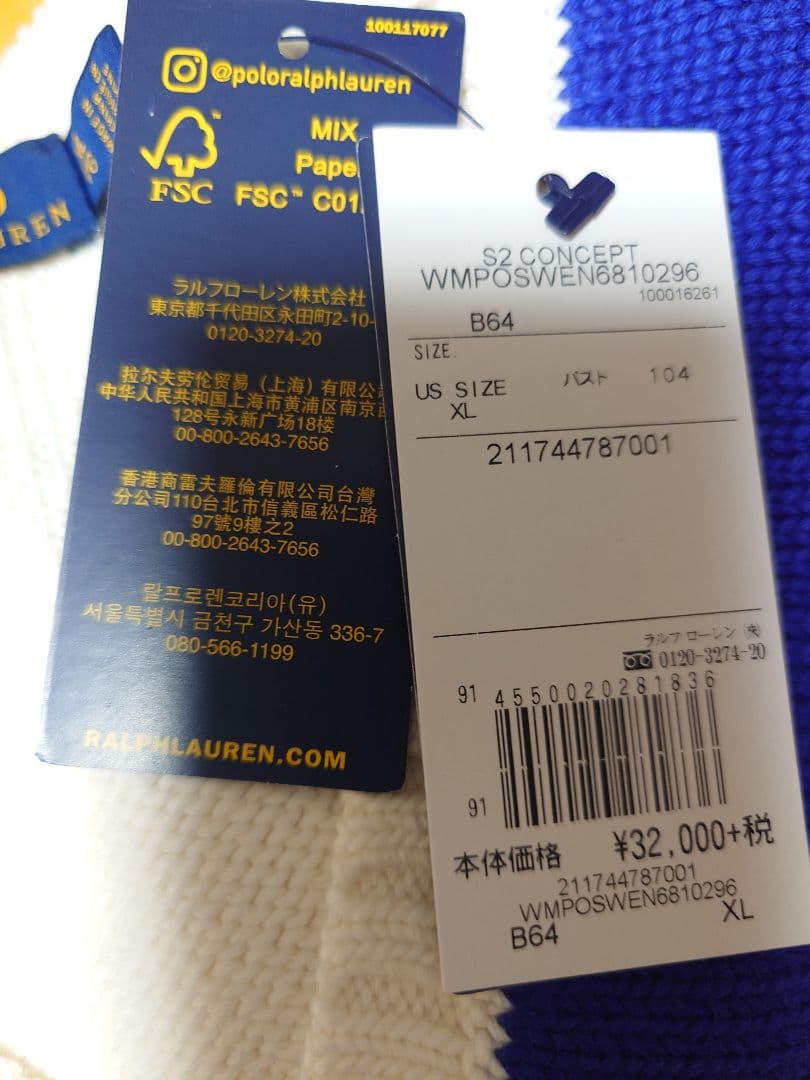 100117077
@poloralphlauren
MIX
FSC
FSC™ C01
ラルフローレン株式会社
東京都千代田区永田町2-10-
0120-3274-20
拉尔夫劳伦贸易（上海）有限公
中华人民共和国上海市黄浦区南京
128号永新广场18楼
00-800-2643-7656
香港商雷夫羅倫有限公司台灣
分公司110台北市信義區松仁路
97號9樓之2
00-800-2643-7656
랄프로렌코리아(유)
서울특별시 금천구 가산동 336-7
080-566-1199
RALPHLAUREN.COM
S2 CONCEPT
WMPOSWEN6810296
100016261
B64
SIZE
US SIZE バスト 104
XL
211744787001
ラルフ ローレン ㈱
0120-3274-20
91 4550020281836
91
本体価格 ¥32,000+税
211744787001
WMPOSWEN6810296
B64 XL